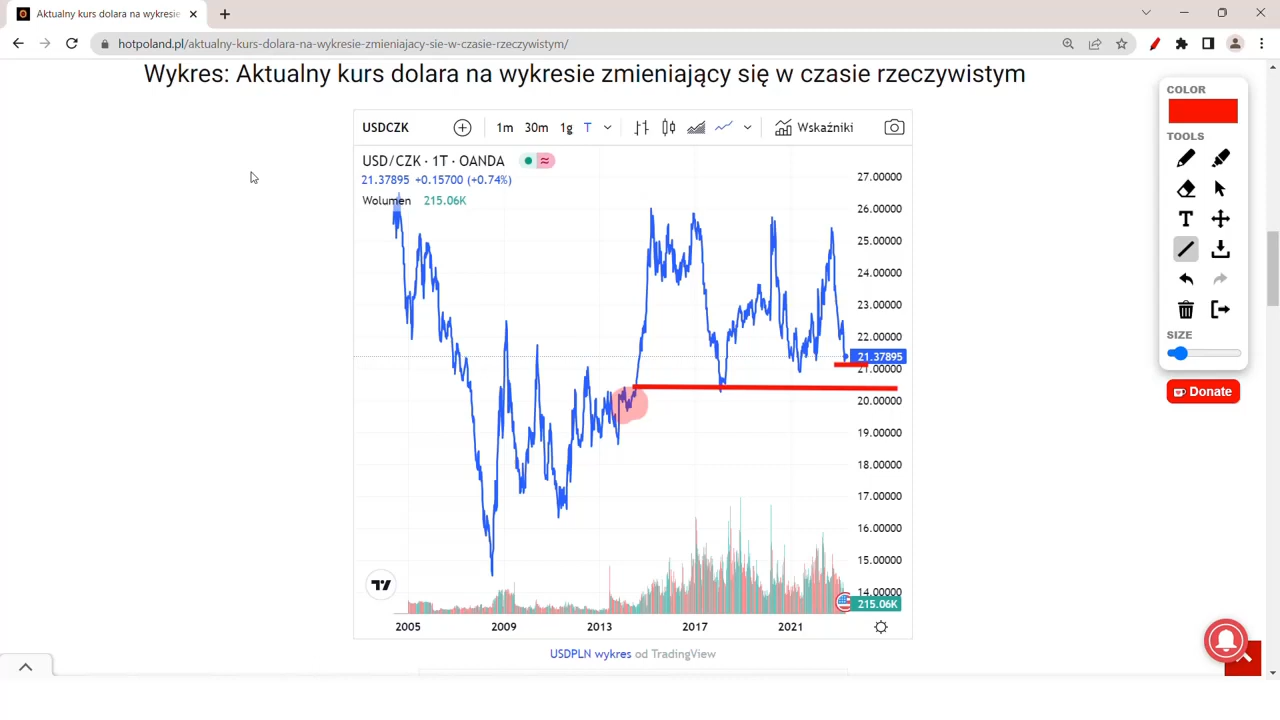 Aktualny kurs dolara na wykresie
hotpoland.pl/aktualny-kurs-dolara-na-wykresie-zmieniajacy-sie-w-czasie-rzeczywistym/
Wykres: Aktualny kurs dolara na wykresie zmieniający się w czasie rzeczywistym
USDCZK 1m 30m 1g T Wskaźniki
USD/CZK · 1T · OANDA
21.37895 +0.15700 (+0.74%)
Wolumen 215.06K
27.00000
26.00000
25.00000
24.00000
23.00000
22.00000
21.37895
21.00000
20.00000
19.00000
18.00000
17.00000
16.00000
15.00000
14.00000
215.06K
2005 2009 2013 2017 2021
USDPLN wykres od TradingView
COLOR
TOOLS
T
SIZE
Donate